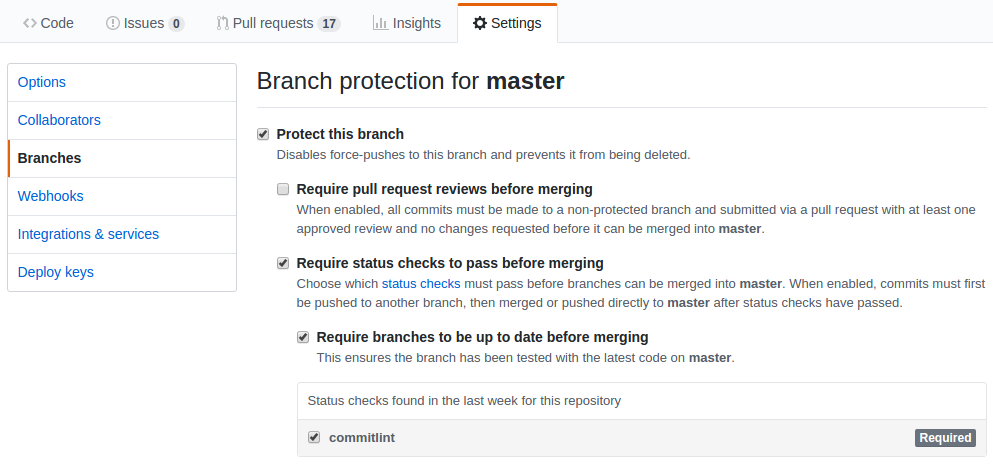 Code Issues 0 Pull requests 17 Insights Settings
Options
Collaborators
Branches
Webhooks
Integrations & services
Deploy keys
Branch protection for master
Protect this branch
Disables force-pushes to this branch and prevents it from being deleted.
Require pull request reviews before merging
When enabled, all commits must be made to a non-protected branch and submitted via a pull request with at least one
approved review and no changes requested before it can be merged into master.
Require status checks to pass before merging
Choose which status checks must pass before branches can be merged into master. When enabled, commits must first
be pushed to another branch, then merged or pushed directly to master after status checks have passed.
Require branches to be up to date before merging
This ensures the branch has been tested with the latest code on master.
Status checks found in the last week for this repository
commitlint Required